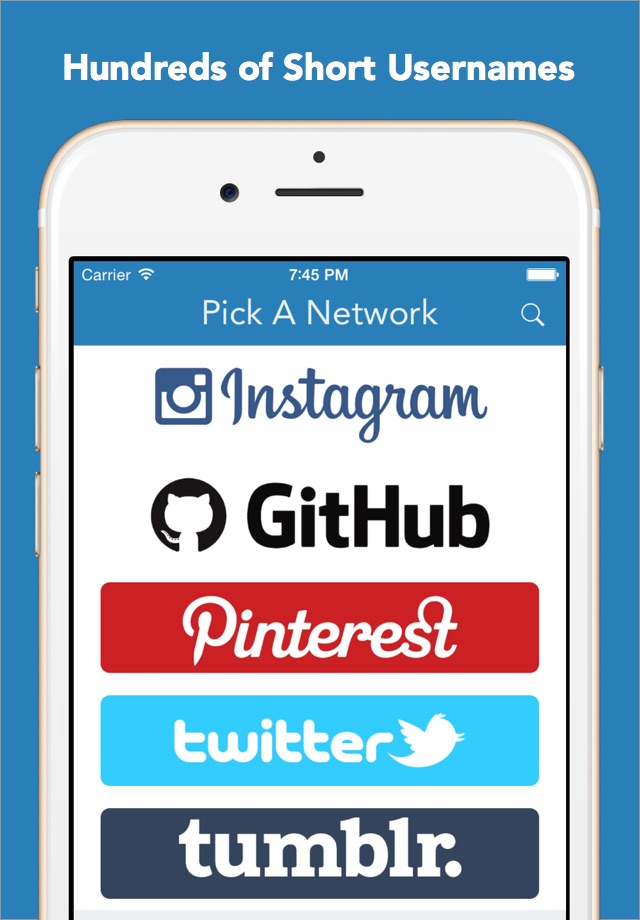 Hundreds of Short Usernames
Carrier 7:45 PM
Pick A Network
Instagram
GitHub
Pinterest
twitter
tumblr.